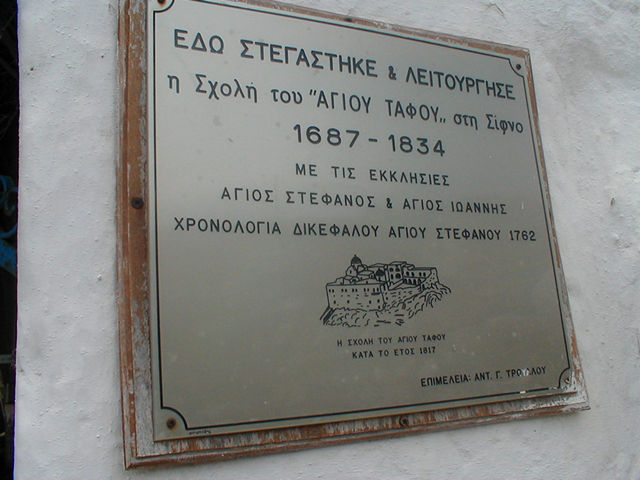 ΕΔΩ ΣΤΕΓΑΣΤΗΚΕ & ΛΕΙΤΟΥΡΓΗΣΕ
η Σχολή του "ΑΓΙΟΥ ΤΑΦΟΥ,, στη Σίφνο
1687 - 1834
ΜΕ ΤΙΣ ΕΚΚΛΗΣΙΕΣ
ΑΓΙΟΣ ΣΤΕΦΑΝΟΣ & ΑΓΙΟΣ ΙΩΑΝΝΗΣ
ΧΡΟΝΟΛΟΓΙΑ ΔΙΚΕΦΑΛΟΥ ΑΓΙΟΥ ΣΤΕΦΑΝΟΥ 1762
Η ΣΧΟΛΗ ΤΟΥ ΑΓΙΟΥ ΤΑΦΟΥ
ΚΑΤΑ ΤΟ ΕΤΟΣ 1817
ΕΠΙΜΕΛΕΙΑ: ΑΝΤ. Γ.